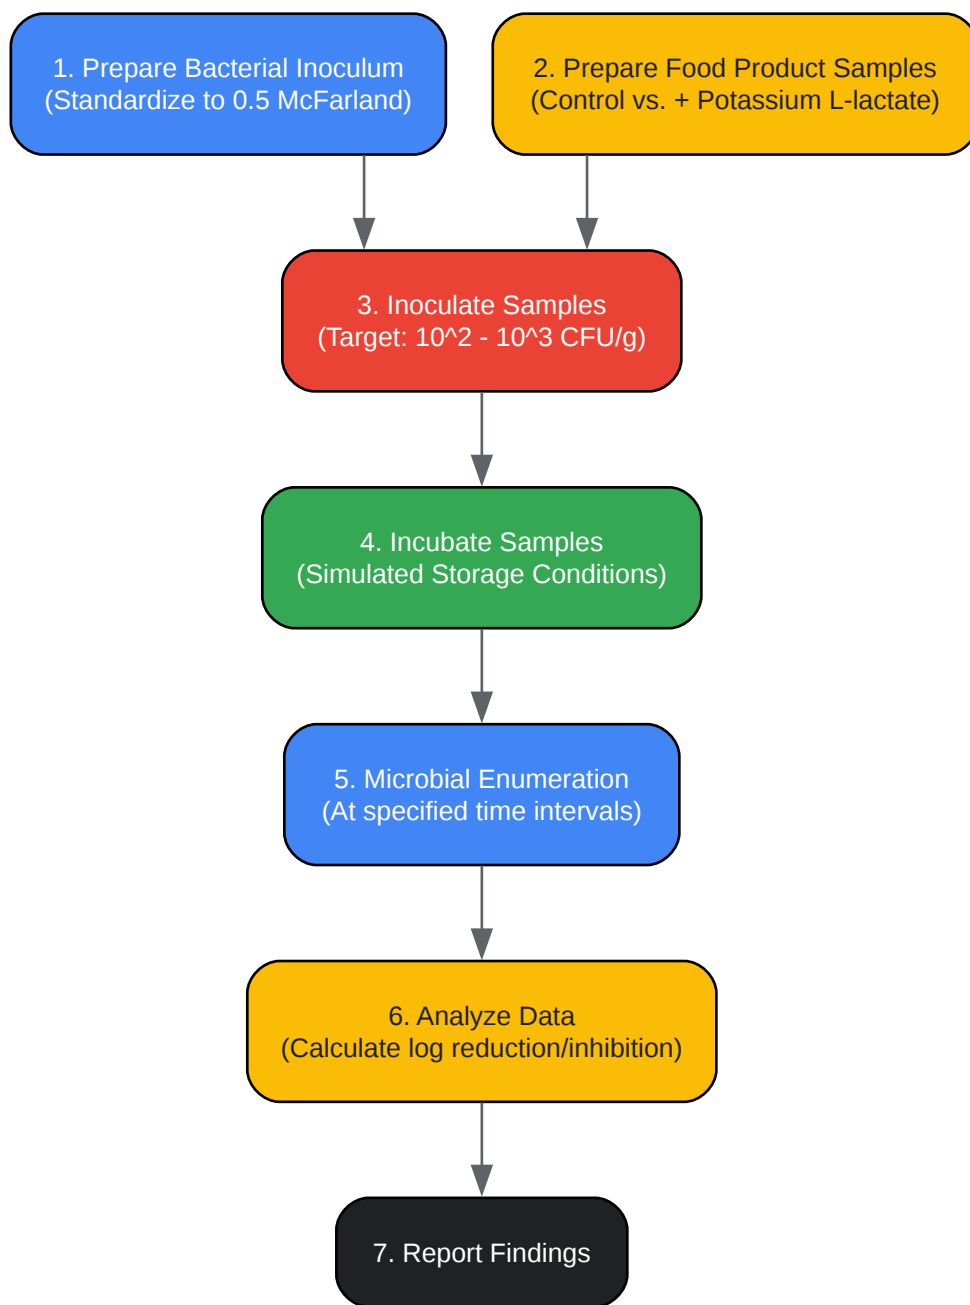 1. Prepare Bacterial Inoculum
(Standardize to 0.5 McFarland)
2. Prepare Food Product Samples
(Control vs. + Potassium L-lactate)
3. Inoculate Samples
(Target: 10^2 - 10^3 CFU/g)
4. Incubate Samples
(Simulated Storage Conditions)
5. Microbial Enumeration
(At specified time intervals)
6. Analyze Data
(Calculate log reduction/inhibition)
7. Report Findings